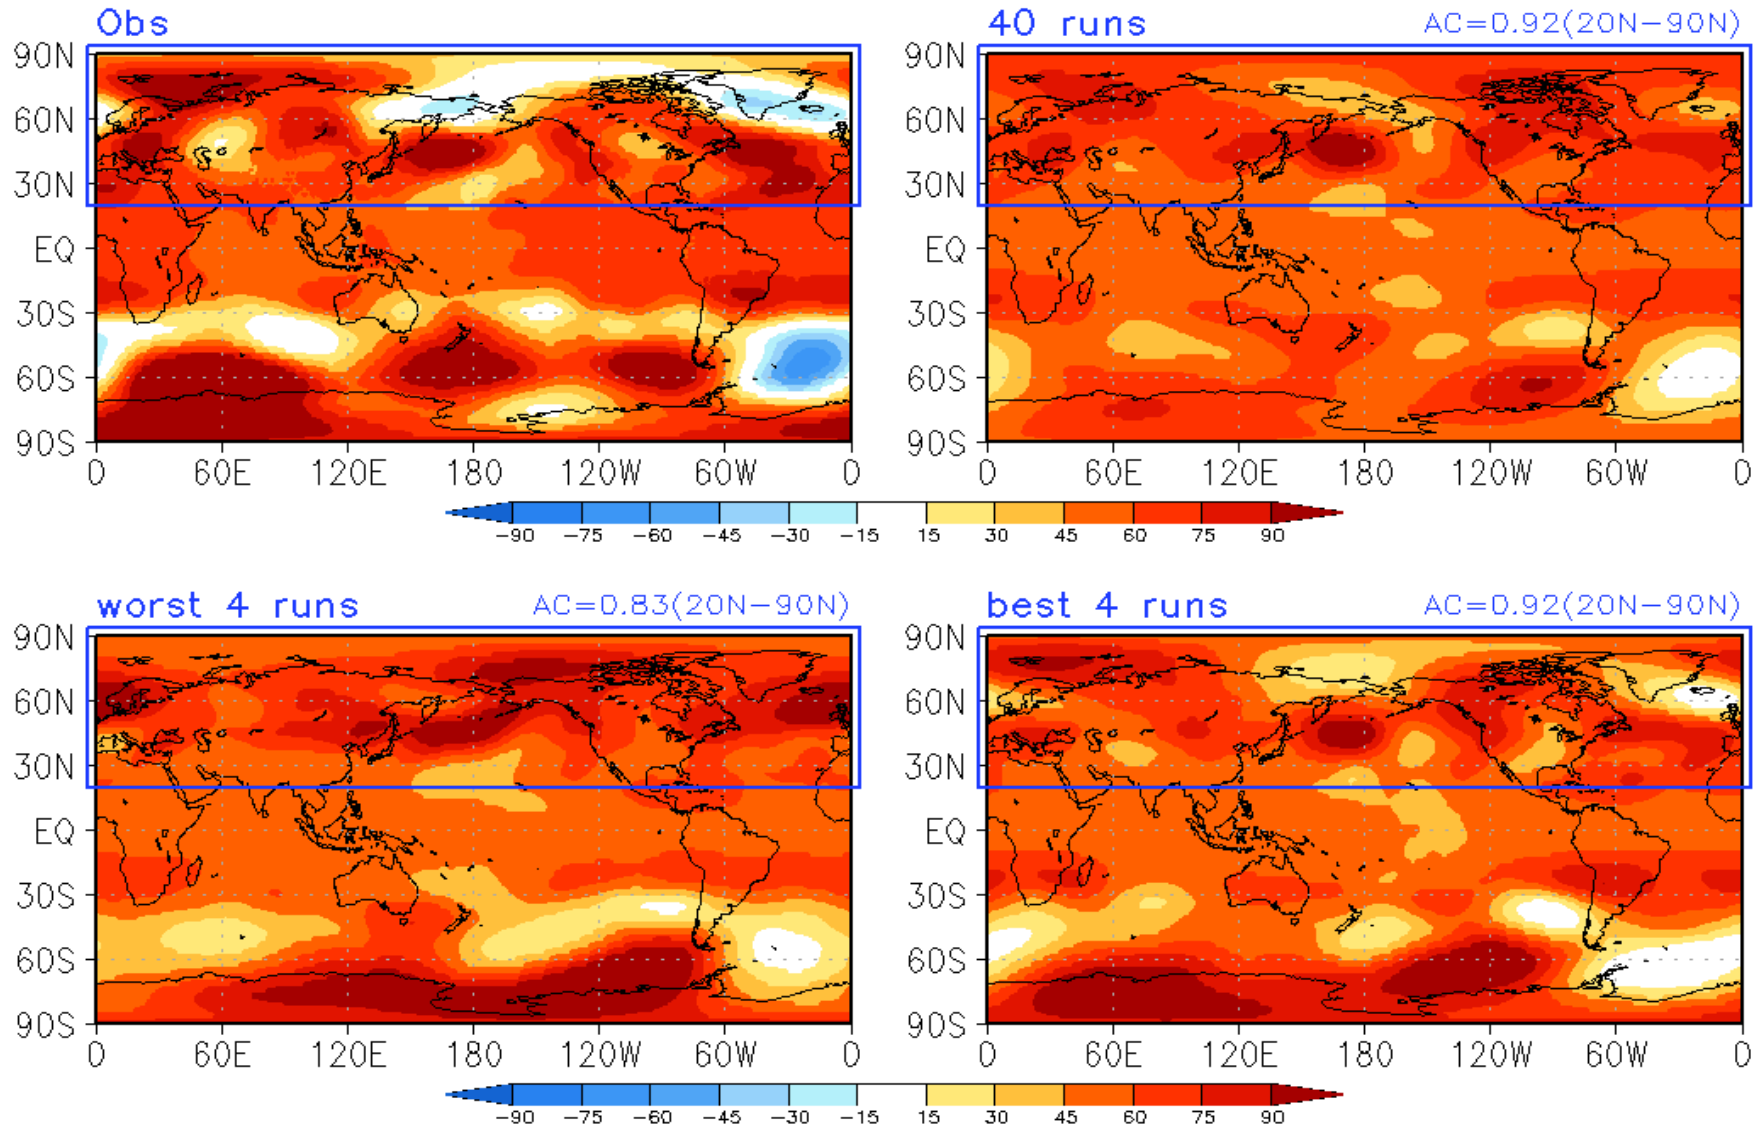 Obs
40 runs AC=0.92(20N−90N)
90N 90N
60N 60N
30N 30N
EQ EQ
30S 30S
60S 60S
90S 90S
0 60E 120E 180 120W 60W 0 0 60E 120E 180 120W 60W 0
−90 −75 −60 −45 −30 −15 15 30 45 60 75 90
worst 4 runs AC=0.83(20N−90N) best 4 runs AC=0.92(20N−90N)
90N 90N
60N 60N
30N 30N
EQ EQ
30S 30S
60S 60S
90S 90S
0 60E 120E 180 120W 60W 0 0 60E 120E 180 120W 60W 0
−90 −75 −60 −45 −30 −15 15 30 45 60 75 90